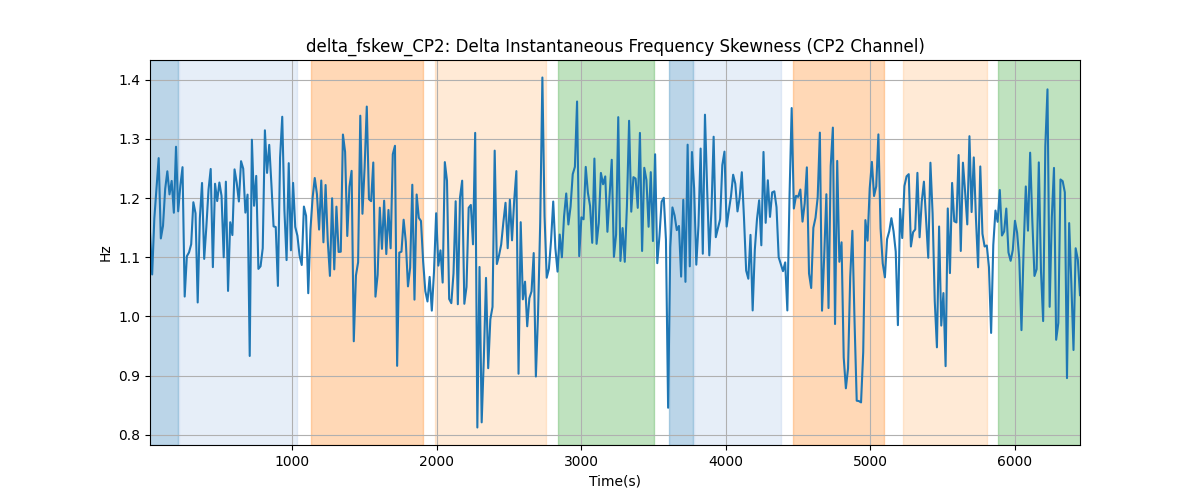 delta_fskew_CP2: Delta Instantaneous Frequency Skewness (CP2 Channel)
1.4
1.3
1.2
1.1
1.0
0.9
0.8
Hz
1000 2000 3000 4000 5000 6000
Time(s)